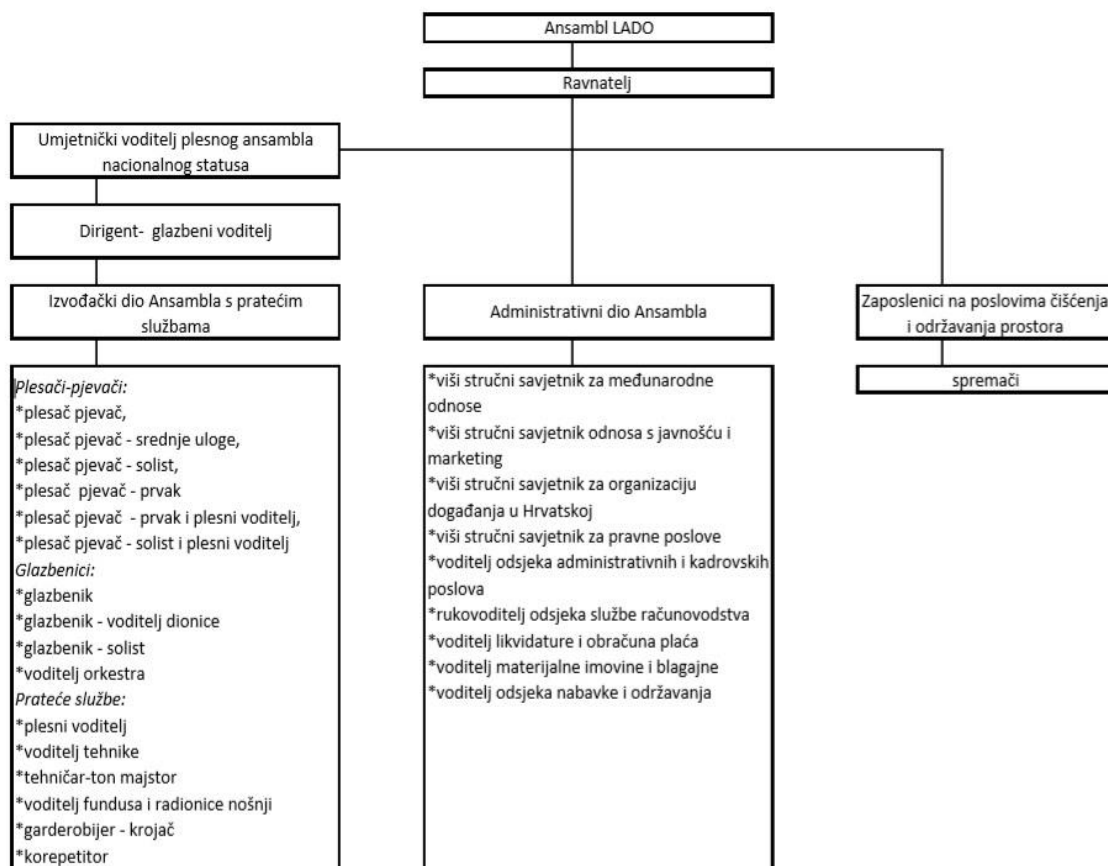 Ansambl LADO
Ravnatelj
Umjetnički voditelj plesnog ansambla
nacionalnog statusa
Dirigent- glazbeni voditelj
Izvođački dio Ansambla s pratećim
službama
Plesači-pjevači:
*plesač pjevač,
*plesač pjevač - srednje uloge,
*plesač pjevač - solist,
*plesač  pjevač - prvak
*plesač pjevač  - prvak i plesni voditelj,
*plesač pjevač - solist i plesni voditelj
Glazbenici:
*glazbenik
*glazbenik - voditelj dionice
*glazbenik - solist
*voditelj orkestra
Prateće službe:
*plesni voditelj
*voditelj tehnike
*tehničar-ton majstor
*voditelj fundusa i radionice nošnji
*garderobijer - krojač
*korepetitor
Administrativni dio Ansambla
*viši stručni savjetnik za međunarodne
odnose
*viši stručni savjetnik odnosa s javnošću i
marketing
*viši stručni savjetnik za organizaciju
događanja u Hrvatskoj
*viši stručni savjetnik za pravne poslove
*voditelj odsjeka administrativnih i kadrovskih
poslova
*rukovoditelj odsjeka službe računovodstva
*voditelj likvidature i obračuna plaća
*voditelj materijalne imovine i blagajne
*voditelj odsjeka nabavke i održavanja
Zaposlenici na poslovima čišćenja
i održavanja prostora
spremači